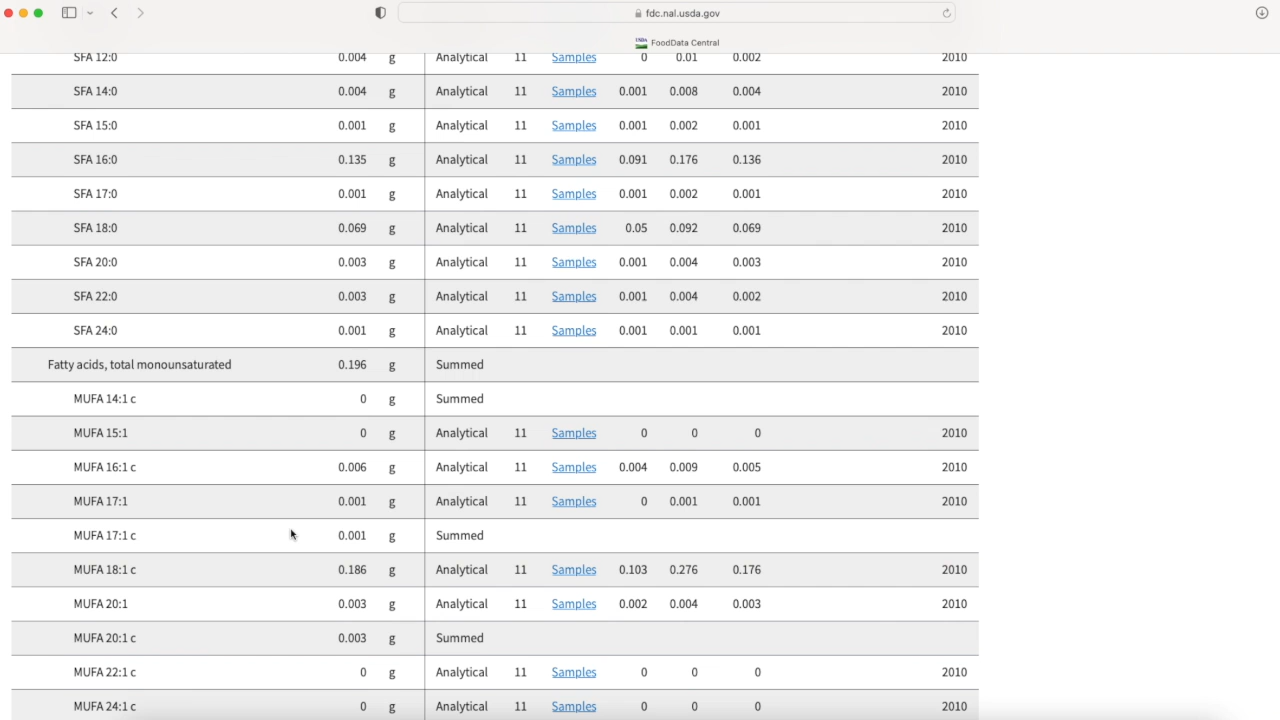 fdc.nal.usda.gov
USDA FoodData Central
SFA 12:0 0.004 g Analytical 11 Samples 0 0.01 0.002 2010
SFA 14:0 0.004 g Analytical 11 Samples 0.001 0.008 0.004 2010
SFA 15:0 0.001 g Analytical 11 Samples 0.001 0.002 0.001 2010
SFA 16:0 0.135 g Analytical 11 Samples 0.091 0.176 0.136 2010
SFA 17:0 0.001 g Analytical 11 Samples 0.001 0.002 0.001 2010
SFA 18:0 0.069 g Analytical 11 Samples 0.05 0.092 0.069 2010
SFA 20:0 0.003 g Analytical 11 Samples 0.001 0.004 0.003 2010
SFA 22:0 0.003 g Analytical 11 Samples 0.001 0.004 0.002 2010
SFA 24:0 0.001 g Analytical 11 Samples 0.001 0.001 0.001 2010
Fatty acids, total monounsaturated 0.196 g Summed
MUFA 14:1 c 0 g Summed
MUFA 15:1 0 g Analytical 11 Samples 0 0 0 2010
MUFA 16:1 c 0.006 g Analytical 11 Samples 0.004 0.009 0.005 2010
MUFA 17:1 0.001 g Analytical 11 Samples 0 0.001 0.001 2010
MUFA 17:1 c 0.001 g Summed
MUFA 18:1 c 0.186 g Analytical 11 Samples 0.103 0.276 0.176 2010
MUFA 20:1 0.003 g Analytical 11 Samples 0.002 0.004 0.003 2010
MUFA 20:1 c 0.003 g Summed
MUFA 22:1 c 0 g Analytical 11 Samples 0 0 0 2010
MUFA 24:1 c 0 g Analytical 11 Samples 0 0 0 2010